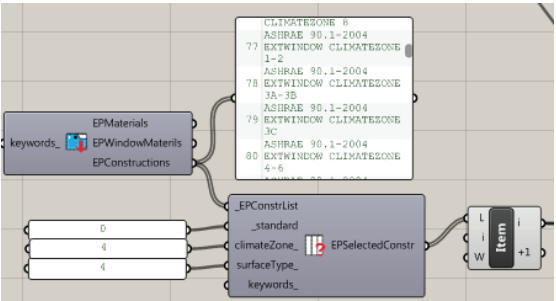 CLIMATEZONE 8
ASHRAE 90.1-2004
77 EXTWINDOW CLIMATEZONE
1-2
ASHRAE 90.1-2004
78 EXTWINDOW CLIMATEZONE
3A-3B
ASHRAE 90.1-2004
79 EXTWINDOW CLIMATEZONE
3C
ASHRAE 90.1-2004
80 EXTWINDOW CLIMATEZONE
4-6
EPMaterials
keywords_
EPWindowMaterils
EPConstructions
_EPConstrList
_standard
climateZone_
EPSelectedConstr
surfaceType_
keywords_
0
4
4
L
i
W
Item
i
+1